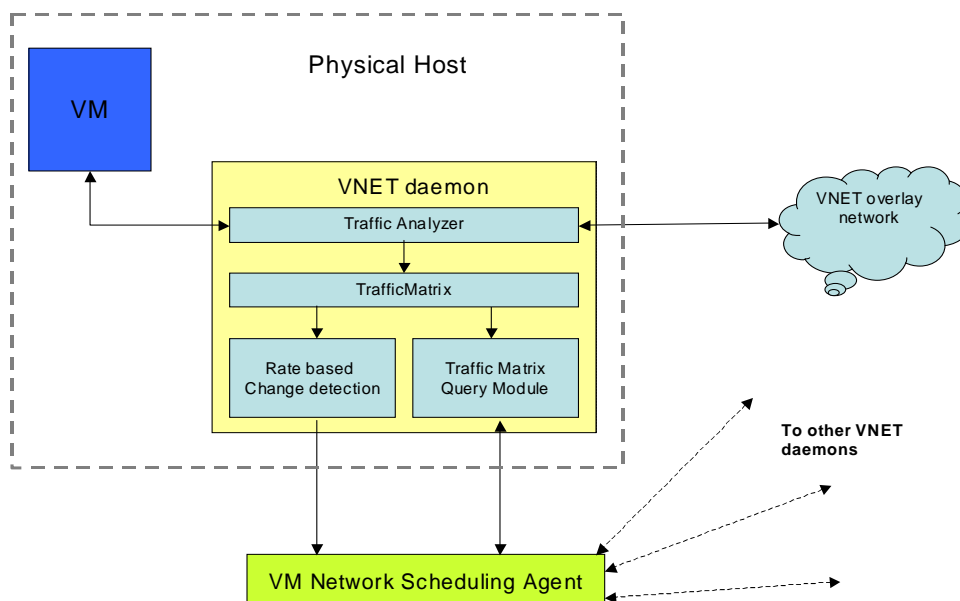 Physical Host
VM
VNET daemon
Traffic Analyzer
VNET overlay
network
TrafficMatrix
Rate based
Change detection
Traffic Matrix
Query Module
To other VNET
daemons
VM Network Scheduling Agent